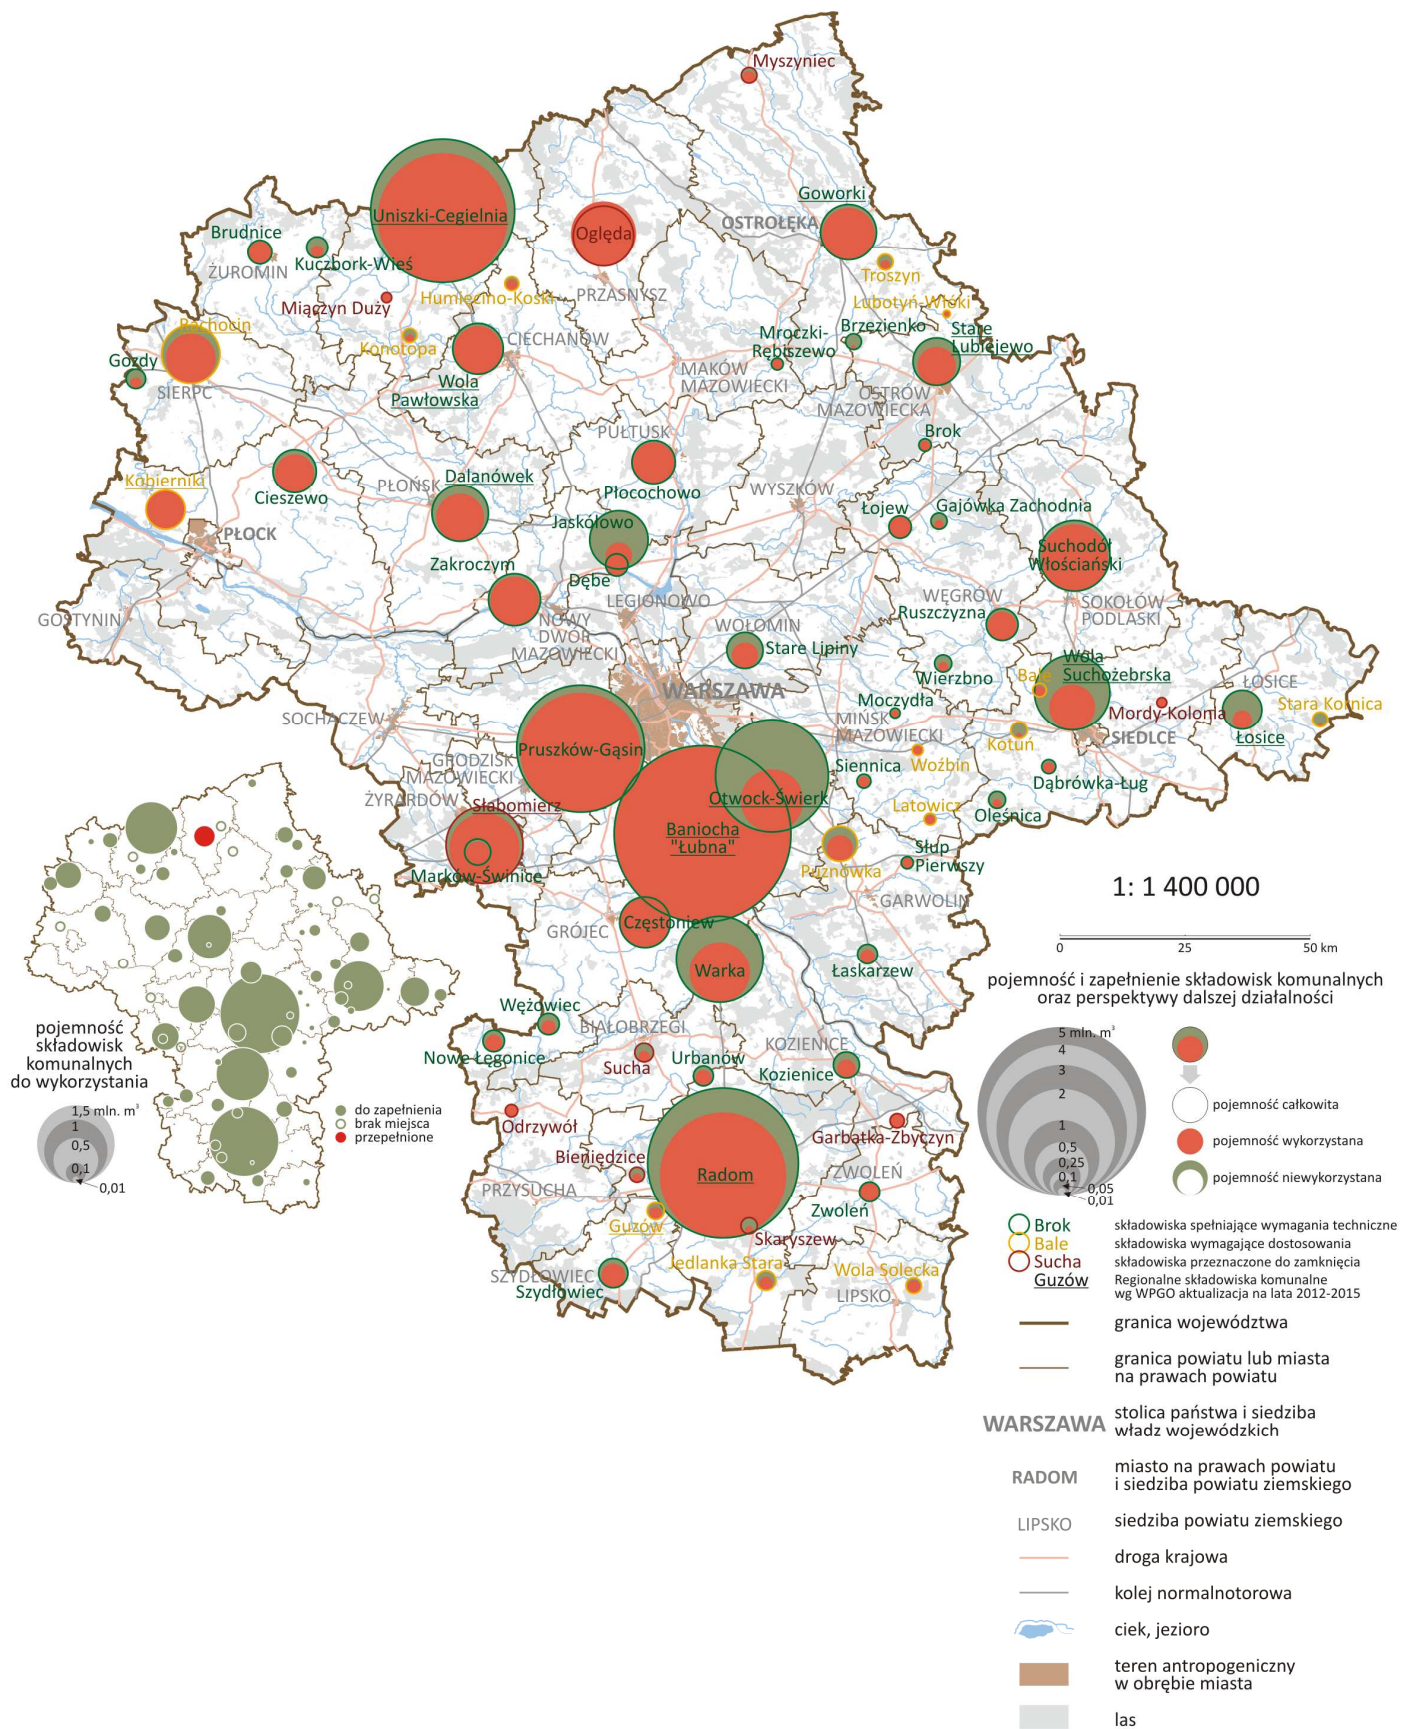 Myszyniec
Goworki
OSTROŁĘKA
Uniszki-Cegielnia
Oględa
Brudnice
Kuczbork-Wieś
ŻUROMIN
Troszyn
Miączyn Duży
Humięcino-Koski
PRZASNYSZ
Lubotyń-Włóki
Rachocin
Konotopa
CIECHANÓW
Mroczki-
Rębiszewo
Brzezienko
Stare
Lubiejewo
Gozdy
SIERPC
Wola
Pawłowska
MAKÓW
MAZOWIECKI
OSTRÓW
MAZOWIECKA
PUŁTUSK
Brok
Kobierniki
Cieszewo
PŁOŃSK
Dalanówek
Płocochowo
WYSZKÓW
Łojew
Gajówka Zachodnia
PŁOCK
Jaskółowo
Suchodół
Włościański
Zakroczym
Dębe
LEGIONOWO
WĘGRÓW
Ruszczyzna
SOKOŁÓW
PODLASKI
GOSTYNIN
NOWY
DWÓR
MAZOWIECKI
WOŁOMIN
Stare Lipiny
Wierzbno
Bale
Wola
Suchożebrska
ŁOSICE
WARSZAWA
Moczydła
Mordy-Kolonia
Stara Kornica
SOCHACZEW
MIŃSK
MAZOWIECKI
Kotuń
SIEDLCE
Łosice
Pruszków-Gąsin
GRODZISK
MAZOWIECKI
Siennica
Woźbin
Dąbrówka-Ług
ŻYRARDÓW
Słabomierz
Otwock-Świerk
Latowicz
Oleśnica
Baniocha
"Łubna"
Słup
Pierwszy
Marków-Świnice
Puznówka
GARWOLIN
1: 1 400 000
Częstoniew
GRÓJEC
0 25 50 km
Warka
Łaskarzew
pojemność i zapełnienie składowisk komunalnych
oraz perspektywy dalszej działalności
Wężowiec
BIAŁOBRZEGI
KOZIENICE
Nowe Łęgonice
Sucha
Urbanów
Kozienice
pojemność
składowisk
komunalnych
do wykorzystania
1,5 mln. m³
1
0,5
0,1
0,01
do zapełnienia
brak miejsca
przepełnione
5 mln. m³
4
3
2
1
0,5
0,25
0,1
0,05
0,01
pojemność całkowita
pojemność wykorzystana
pojemność niewykorzystana
Odrzywół
Garbatka-Zbyczyn
Bieniędzice
ZWOLEŃ
Radom
PRZYSUCHA
Zwoleń
Guzów
Skaryszew
Jedlanka Stara
Wola Solecka
SZYDŁOWIEC
Szydłowiec
LIPSKO
Brok składowiska spełniające wymagania techniczne
Bale składowiska wymagające dostosowania
Sucha składowiska przeznaczone do zamknięcia
Guzów Regionalne składowiska komunalne
wg WPGO aktualizacja na lata 2012-2015
granica województwa
granica powiatu lub miasta
na prawach powiatu
WARSZAWA stolica państwa i siedziba
władz wojewódzkich
RADOM miasto na prawach powiatu
i siedziba powiatu ziemskiego
LIPSKO siedziba powiatu ziemskiego
droga krajowa
kolej normalnotorowa
ciek, jezioro
teren antropogeniczny
w obrębie miasta
las